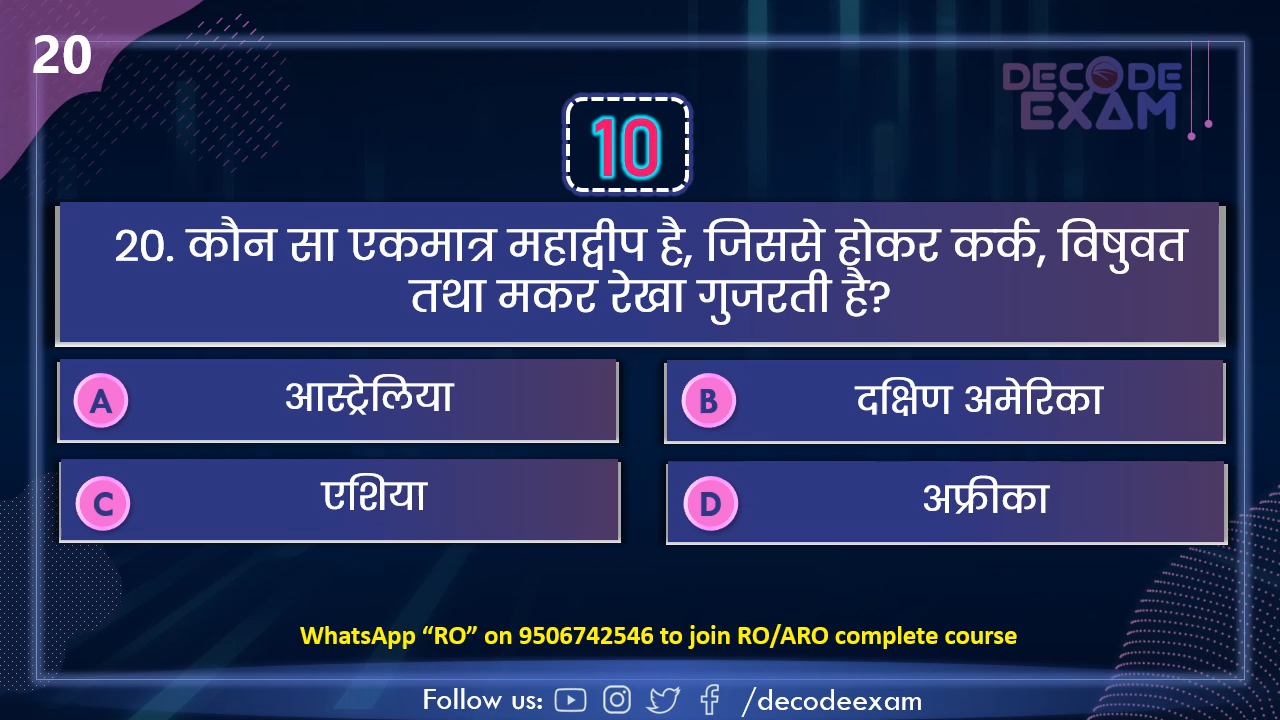 20
DECODE
EXAM
10
20. कौन सा एकमात्र महाद्वीप है, जिससे होकर कर्क, विषुवत
तथा मकर रेखा गुजरती है?
A आस्ट्रेलिया
B दक्षिण अमेरिका
C एशिया
D अफ्रीका
WhatsApp “RO” on 9506742546 to join RO/ARO complete course
Follow us: /decodeexam